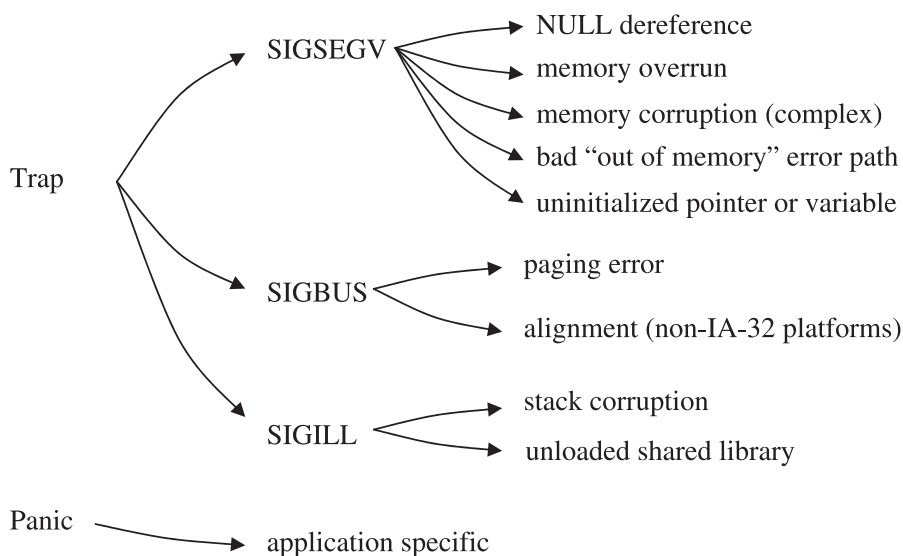 NULL dereference
SIGSEGV
memory overrun
memory corruption (complex)
bad “out of memory” error path
Trap
uninitialized pointer or variable
paging error
SIGBUS
alignment (non-IA-32 platforms)
stack corruption
SIGILL
unloaded shared library
Panic
application specific